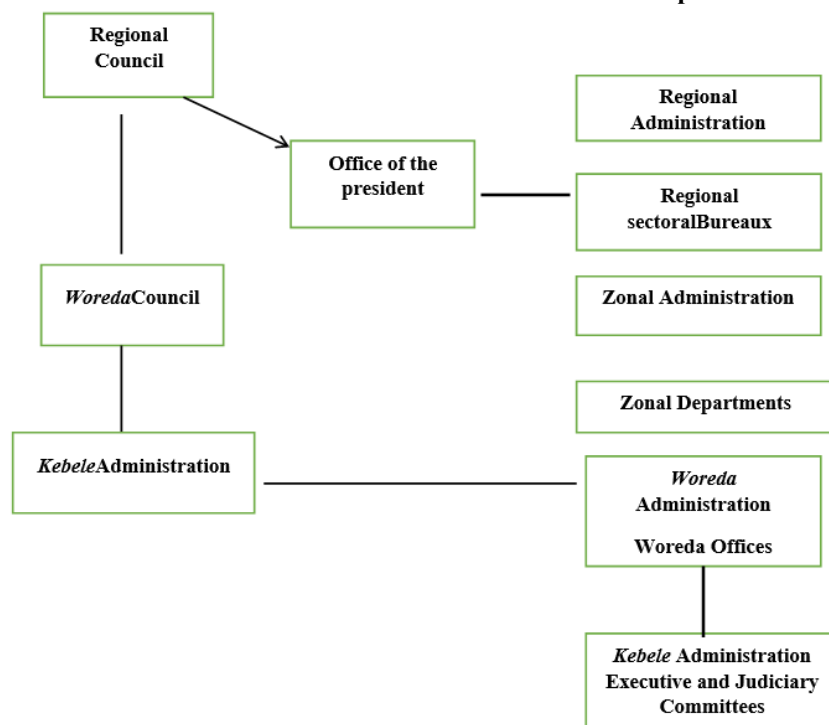 Regional
Council
Regional
Administration
Office of the
president
Regional
sectoralBureaux
WoredaCouncil
Zonal Administration
Zonal Departments
KebeleAdministration
Woreda
Administration
Woreda Offices
Kebele Administration
Executive and Judiciary
Committees